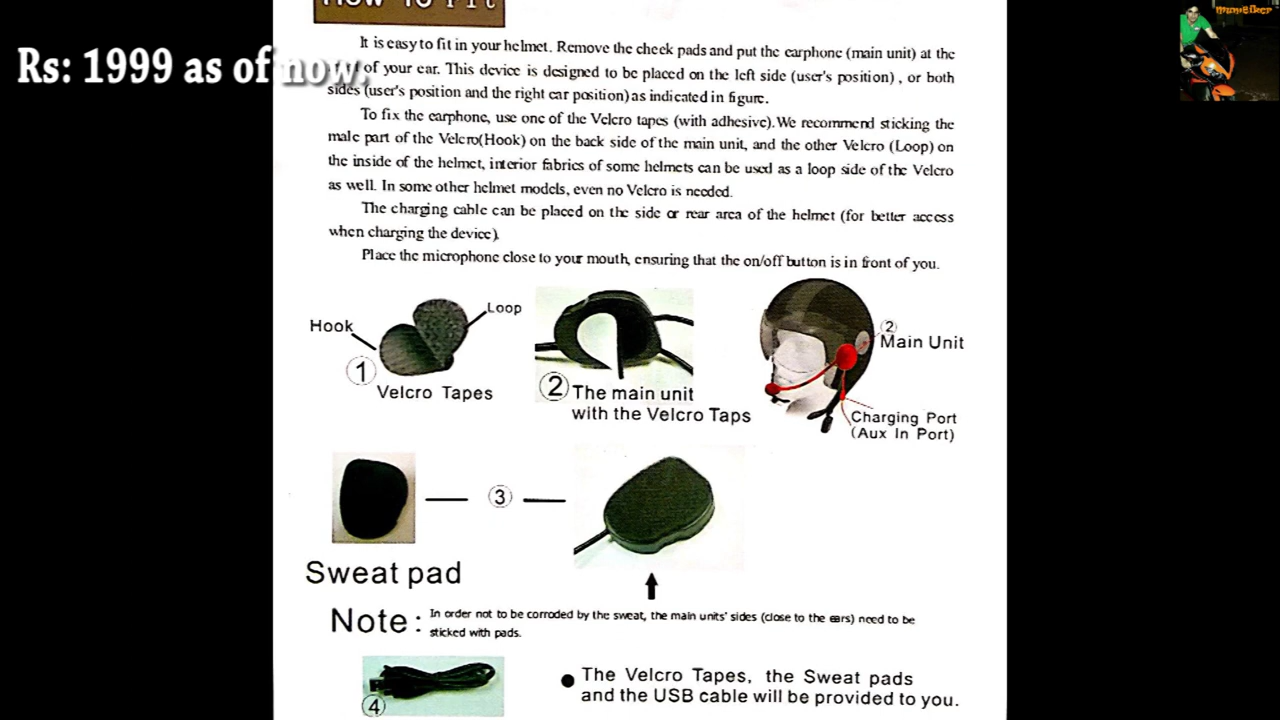 How To Fit
Rs: 1999 as of now.
It is easy to fit in your helmet. Remove the cheek pads and put the earphone (main unit) at the
of your ear. This device is designed to be placed on the left side (user's position) , or both
sides (user's position and the right ear position) as indicated in figure.
To fix the earphone, use one of the Velcro tapes (with adhesive). We recommend sticking the
male part of the Velcro(Hook) on the back side of the main unit, and the other Velcro (Loop) on
the inside of the helmet, interior fabrics of some helmets can be used as a loop side of the Velcro
as well. In some other helmet models, even no Velcro is needed.
The charging cable can be placed on the side or rear area of the helmet (for better access
when charging the device).
Place the microphone close to your mouth, ensuring that the on/off button is in front of you.
Loop
Hook
1
Velcro Tapes
2 The main unit
with the Velcro Taps
2
Main Unit
Charging Port
(Aux In Port)
3
Sweat pad
Note: In order not to be corroded by the sweat, the main units' sides (close to the ears) need to be
sticked with pads.
4
● The Velcro Tapes, the Sweat pads
and the USB cable will be provided to you.